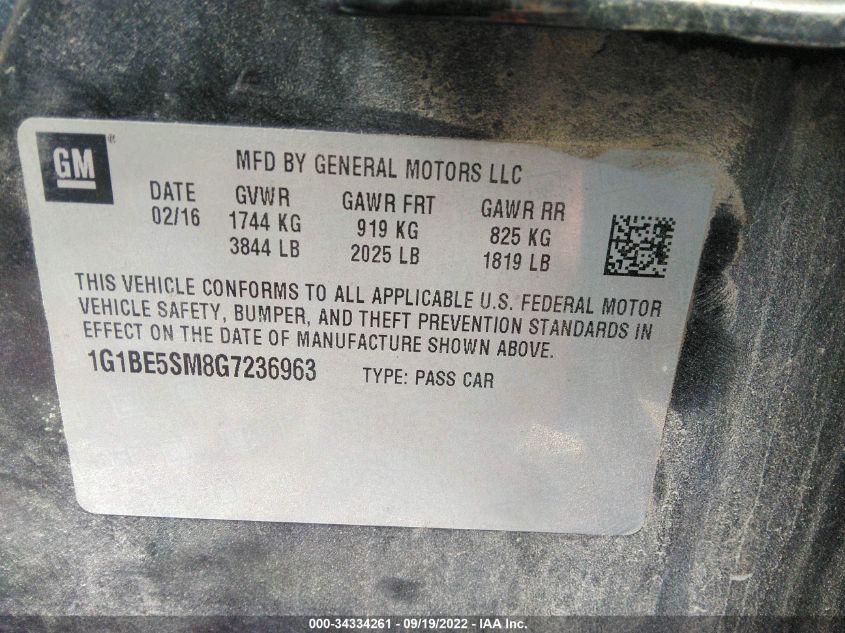 GM ®
MFD BY GENERAL MOTORS LLC
DATE GVWR GAWR FRT GAWR RR
02/16 1744 KG 919 KG 825 KG
3844 LB 2025 LB 1819 LB
THIS VEHICLE CONFORMS TO ALL APPLICABLE U.S. FEDERAL MOTOR
VEHICLE SAFETY, BUMPER, AND THEFT PREVENTION STANDARDS IN
EFFECT ON THE DATE OF MANUFACTURE SHOWN ABOVE.
1G1BE5SM8G7236963 TYPE: PASS CAR
000-34334261 - 09/19/2022 - IAA Inc.